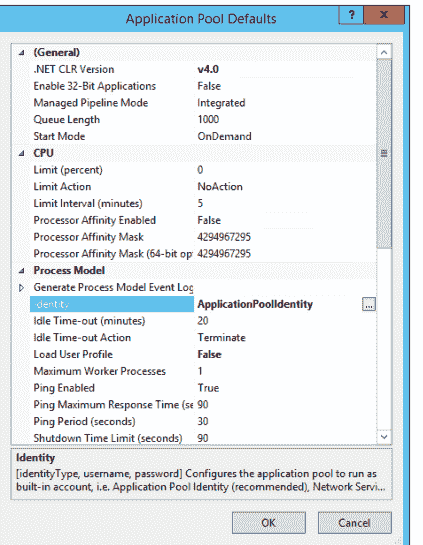 Application Pool Defaults
? x
(General)
.NET CLR Version v4.0
Enable 32-Bit Applications False
Managed Pipeline Mode Integrated
Queue Length 1000
Start Mode OnDemand
CPU
Limit (percent) 0
Limit Action NoAction
Limit Interval (minutes) 5
Processor Affinity Enabled False
Processor Affinity Mask 4294967295
Processor Affinity Mask (64-bit op 4294967295
Process Model
Generate Process Model Event Log
Identity ApplicationPoolIdentity ...
Idle Time-out (minutes) 20
Idle Time-out Action Terminate
Load User Profile False
Maximum Worker Processes 1
Ping Enabled True
Ping Maximum Response Time (se 90
Ping Period (seconds) 30
Shutdown Time Limit (seconds) 90
Identity
[identityType, username, password] Configures the application pool to run as
built-in account, i.e. Application Pool Identity (recommended), Network Servi...
OK Cancel